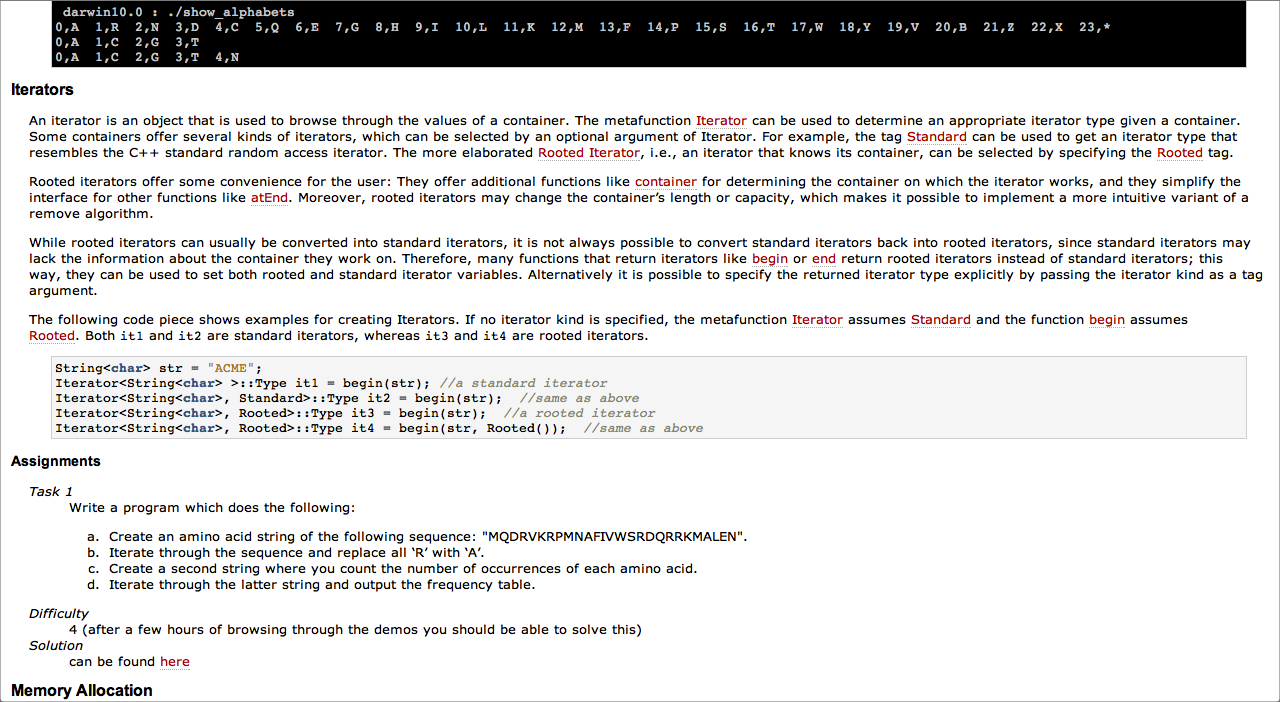 darwin10.0 : ./show_alphabets
0,A  1,R  2,N  3,D  4,C  5,Q  6,E  7,G  8,H  9,I  10,L  11,K  12,M  13,F  14,P  15,S  16,T  17,W  18,Y  19,V  20,B  21,Z  22,X  23,*
0,A  1,C  2,G  3,T
0,A  1,C  2,G  3,T  4,N
Iterators
An iterator is an object that is used to browse through the values of a container. The metafunction Iterator can be used to determine an appropriate iterator type given a container.
Some containers offer several kinds of iterators, which can be selected by an optional argument of Iterator. For example, the tag Standard can be used to get an iterator type that
resembles the C++ standard random access iterator. The more elaborated Rooted Iterator, i.e., an iterator that knows its container, can be selected by specifying the Rooted tag.
Rooted iterators offer some convenience for the user: They offer additional functions like container for determining the container on which the iterator works, and they simplify the
interface for other functions like atEnd. Moreover, rooted iterators may change the container’s length or capacity, which makes it possible to implement a more intuitive variant of a
remove algorithm.
While rooted iterators can usually be converted into standard iterators, it is not always possible to convert standard iterators back into rooted iterators, since standard iterators may
lack the information about the container they work on. Therefore, many functions that return iterators like begin or end return rooted iterators instead of standard iterators; this
way, they can be used to set both rooted and standard iterator variables. Alternatively it is possible to specify the returned iterator type explicitly by passing the iterator kind as a tag
argument.
The following code piece shows examples for creating Iterators. If no iterator kind is specified, the metafunction Iterator assumes Standard and the function begin assumes
Rooted. Both it1 and it2 are standard iterators, whereas it3 and it4 are rooted iterators.
String<char> str = "ACME";
Iterator<String<char> >::Type it1 = begin(str); //a standard iterator
Iterator<String<char>, Standard>::Type it2 = begin(str);  //same as above
Iterator<String<char>, Rooted>::Type it3 = begin(str);  //a rooted iterator
Iterator<String<char>, Rooted>::Type it4 = begin(str, Rooted());  //same as above
Assignments
Task 1
Write a program which does the following:
a. Create an amino acid string of the following sequence: "MQDRVKRPMNAFIVWSRDQRRKMALEN".
b. Iterate through the sequence and replace all ‘R’ with ‘A’.
c. Create a second string where you count the number of occurrences of each amino acid.
d. Iterate through the latter string and output the frequency table.
Difficulty
4 (after a few hours of browsing through the demos you should be able to solve this)
Solution
can be found here
Memory Allocation